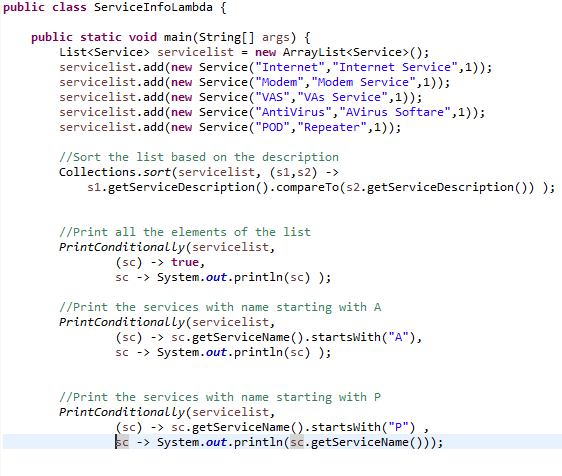 public class ServiceInfoLambda {
public static void main(String[] args) {
List<Service> servicelist = new ArrayList<Service>();
servicelist.add(new Service("Internet","Internet Service",1));
servicelist.add(new Service("Modem","Modem Service",1));
servicelist.add(new Service("VAS","VAs Service",1));
servicelist.add(new Service("AntiVirus","AVirus Softare",1));
servicelist.add(new Service("POD","Repeater",1));
//Sort the list based on the description
Collections.sort(servicelist, (s1,s2) ->
s1.getServiceDescription().compareTo(s2.getServiceDescription()) );
//Print all the elements of the list
PrintConditionally(servicelist,
(sc) -> true,
sc -> System.out.println(sc) );
//Print the services with name starting with A
PrintConditionally(servicelist,
(sc) -> sc.getServiceName().startsWith("A"),
sc -> System.out.println(sc) );
//Print the services with name starting with P
PrintConditionally(servicelist,
(sc) -> sc.getServiceName().startsWith("P") ,
sc -> System.out.println(sc.getServiceName()));